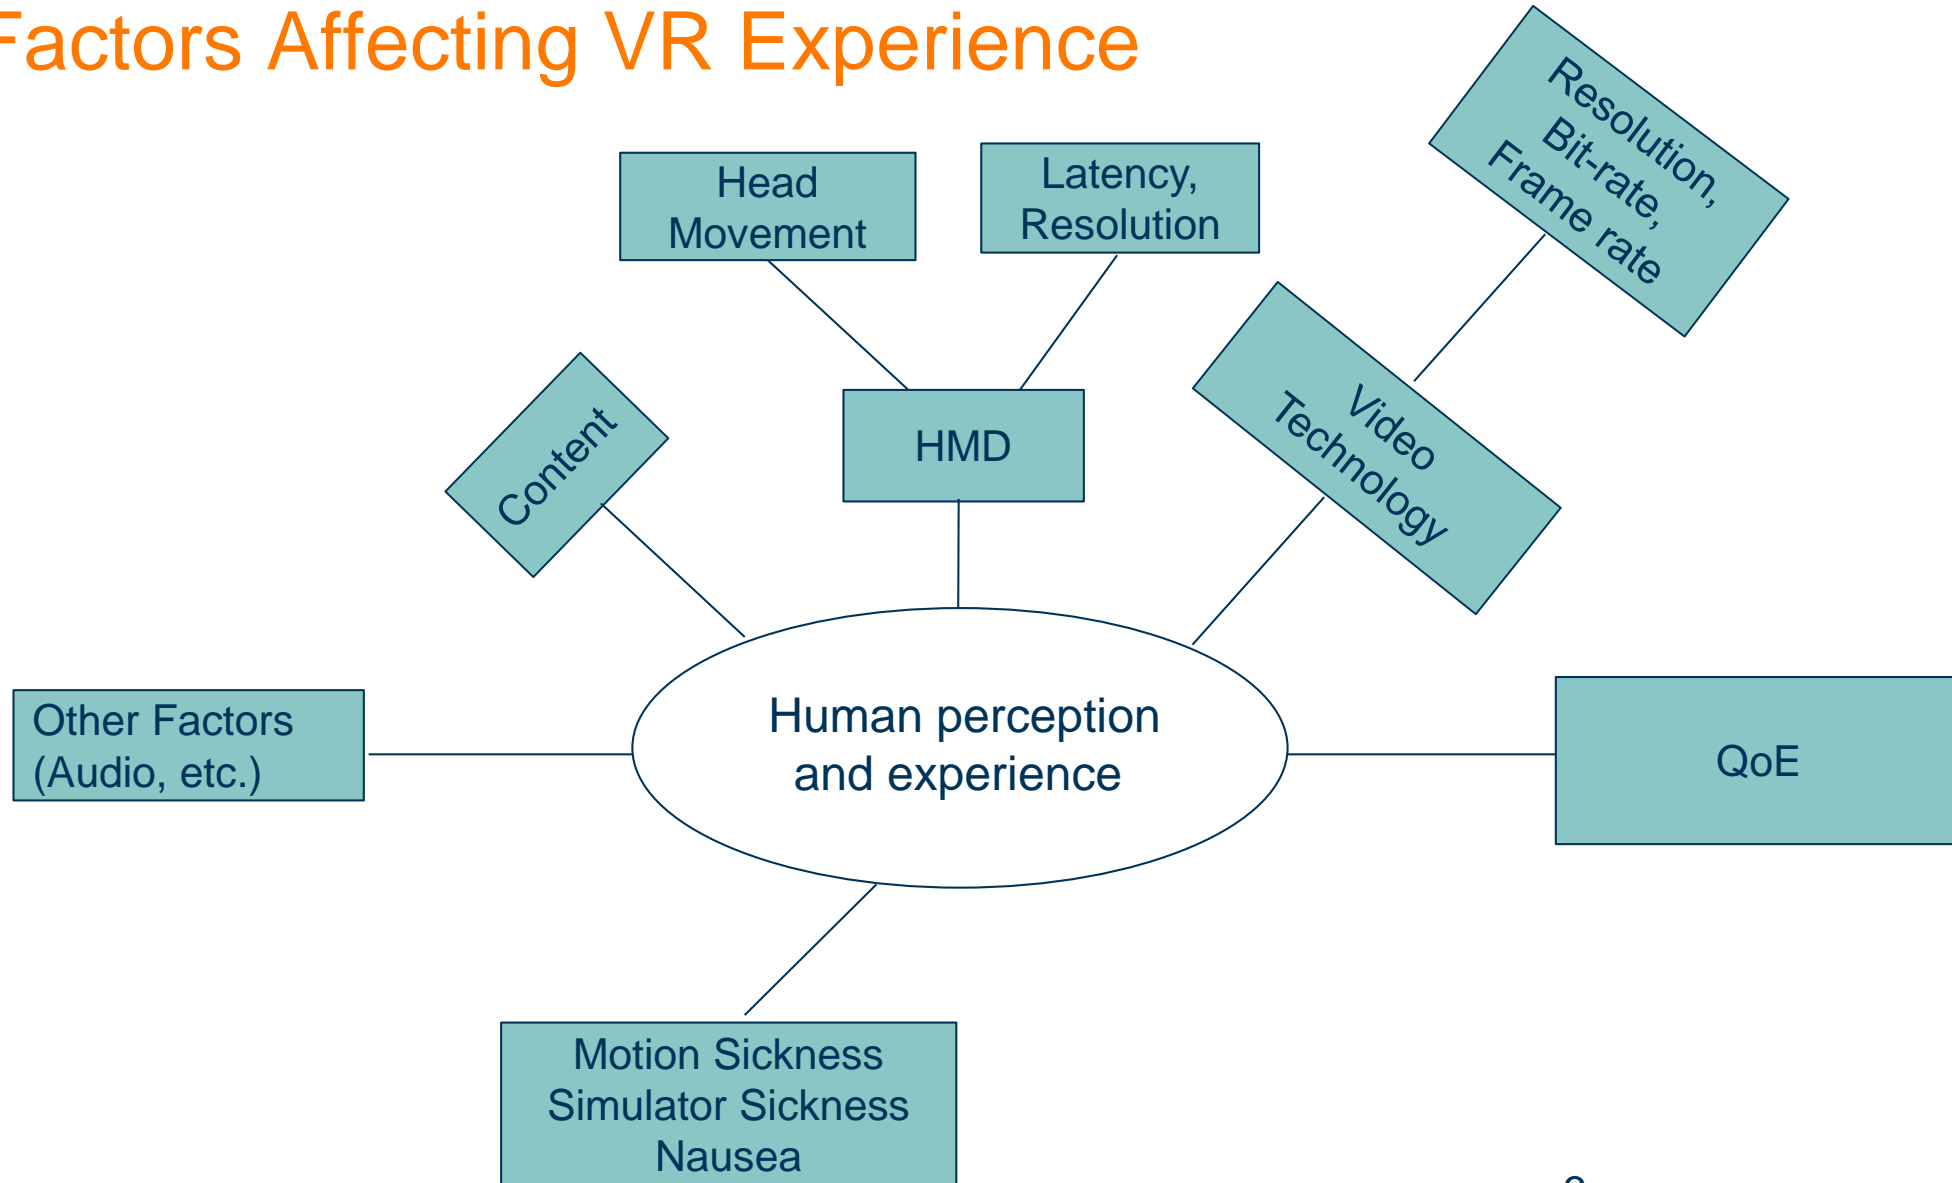 Factors Affecting VR Experience
Resolution,
Bit-rate,
Frame rate
Head
Movement
Latency,
Resolution
Content
HMD
Video
Technology
Other Factors
(Audio, etc.)
Human perception
and experience
QoE
Motion Sickness
Simulator Sickness
Nausea